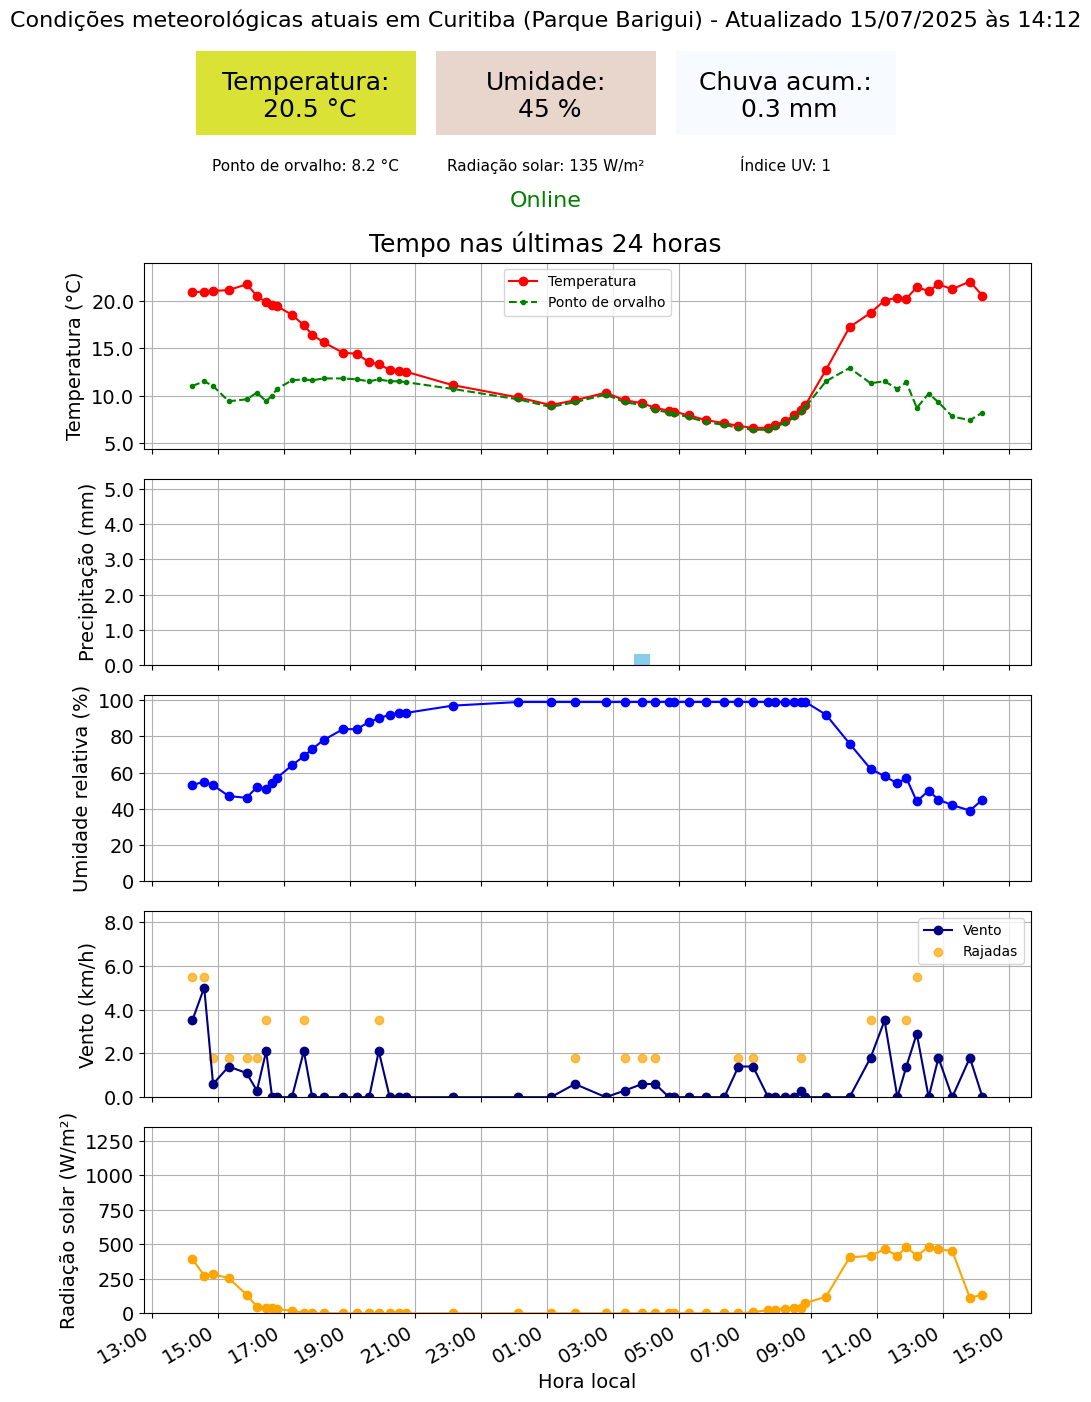 Condições meteorológicas atuais em Curitiba (Parque Barigui) - Atualizado 15/07/2025 às 14:12
Temperatura:
20.5 °C
Umidade:
45 %
Chuva acum.:
0.3 mm
Ponto de orvalho: 8.2 °C
Radiação solar: 135 W/m²
Índice UV: 1
Online
Tempo nas últimas 24 horas
Temperatura (°C)
20.0
15.0
10.0
5.0
Temperatura
Ponto de orvalho
Precipitação (mm)
5.0
4.0
3.0
2.0
1.0
0.0
Umidade relativa (%)
100
80
60
40
20
0
Vento (km/h)
8.0
6.0
4.0
2.0
0.0
Vento
Rajadas
Radiação solar (W/m²)
1250
1000
750
500
250
0
13:00
15:00
17:00
19:00
21:00
23:00
01:00
03:00
05:00
07:00
09:00
11:00
13:00
15:00
Hora local